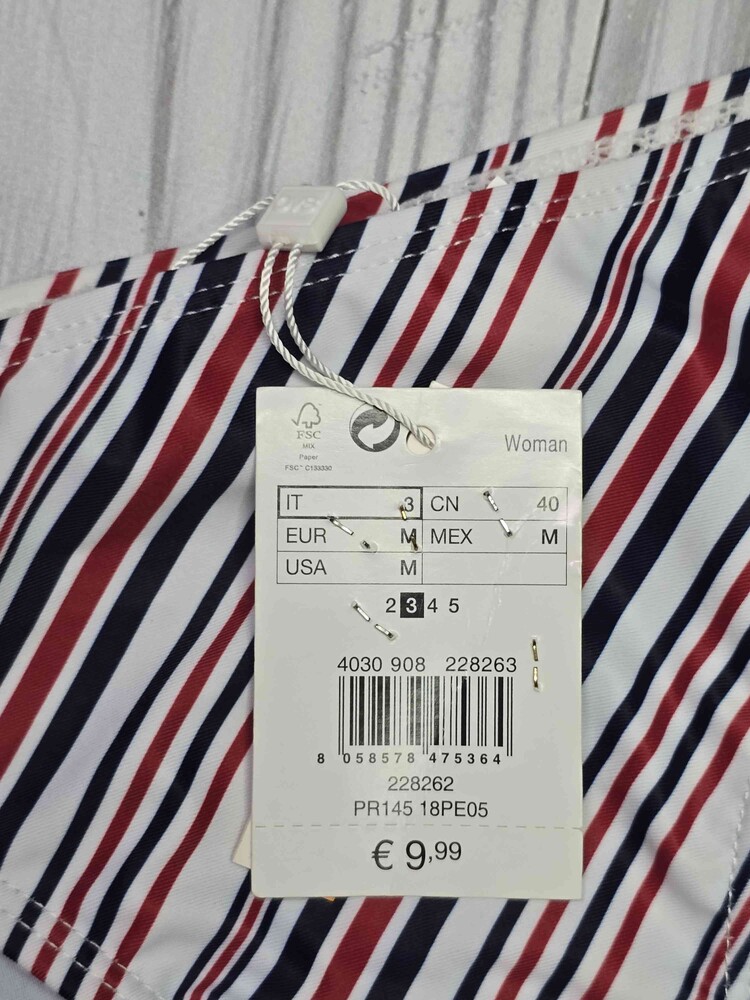 FSC
MIX
Paper
FSC™ C133330
Woman
IT 3 CN 40
EUR M MEX M
USA M
2 3 4 5
4030 908 228263
8 058578 475364
228262
PR145 18PE05
€ 9,99